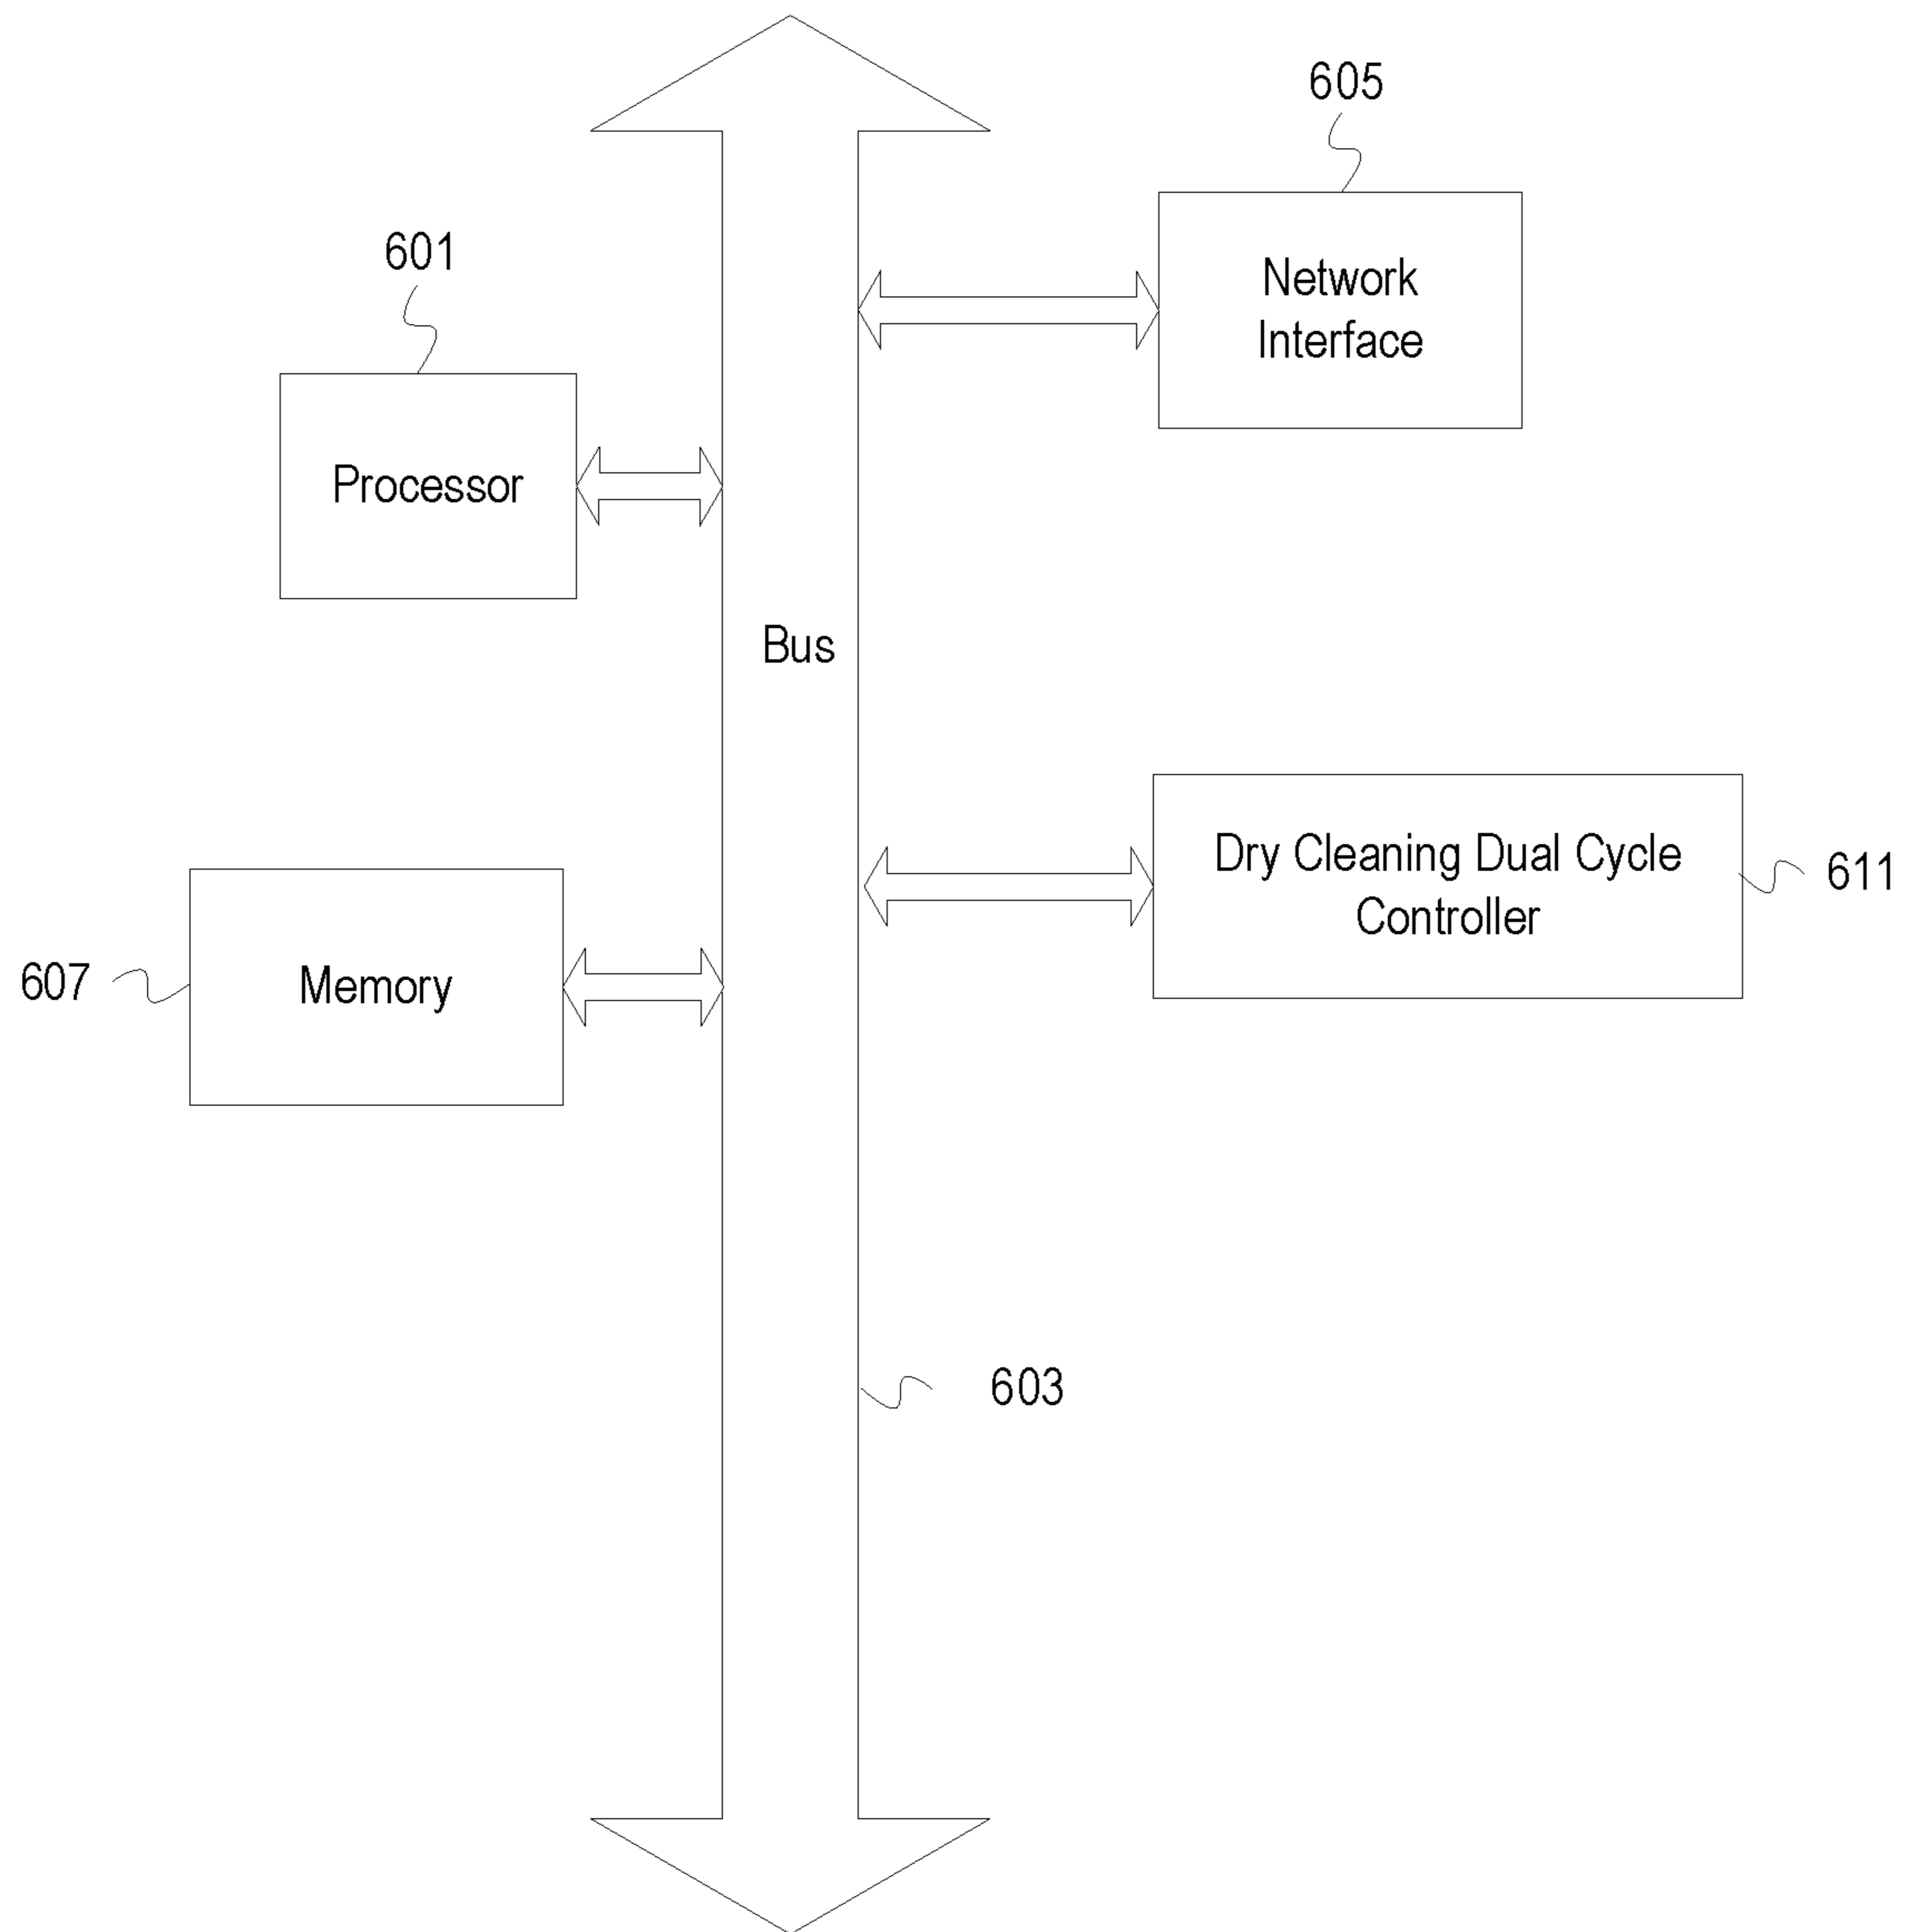 605
601
Network
Interface
Processor
Bus
Dry Cleaning Dual Cycle
Controller
611
607
Memory
603